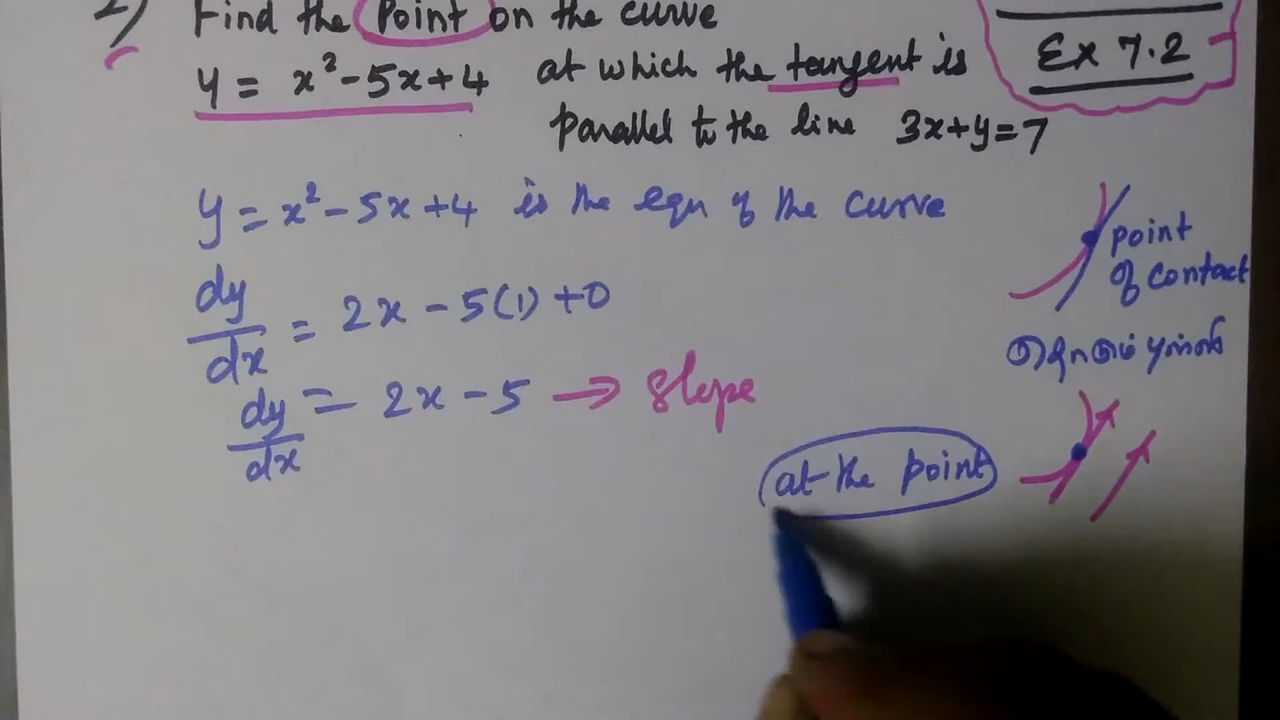 2) Find the Point on the curve
y = x² - 5x + 4 at which the tangent is
parallel to the line 3x + y = 7
Ex 7.2
y = x² - 5x + 4 is the eqn of the curve
dy/dx = 2x - 5(1) + 0
dy/dx = 2x - 5 → slope
point
of contact
at the point